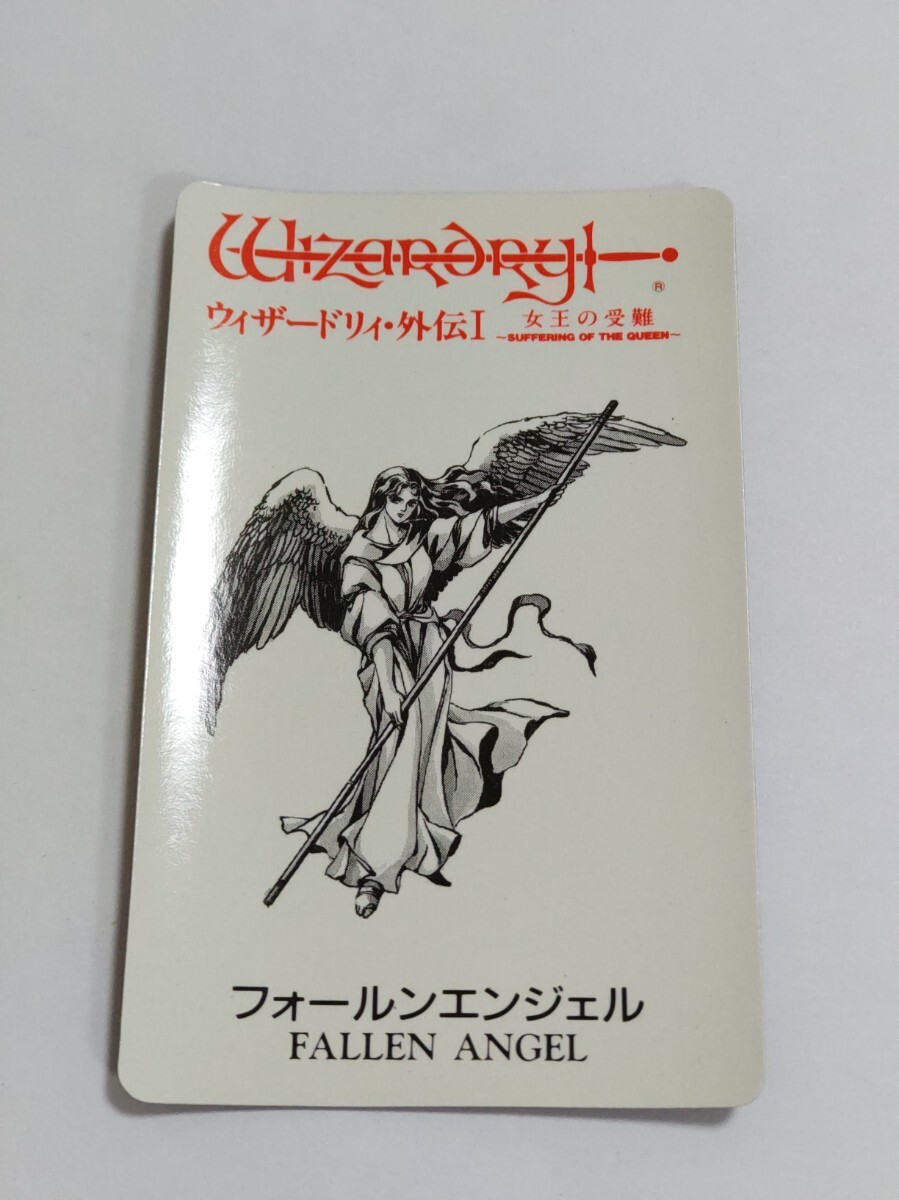 Wizardry
®
ウィザードリィ・外伝I
女王の受難
~SUFFERING OF THE QUEEN~
フォールンエンジェル
FALLEN ANGEL